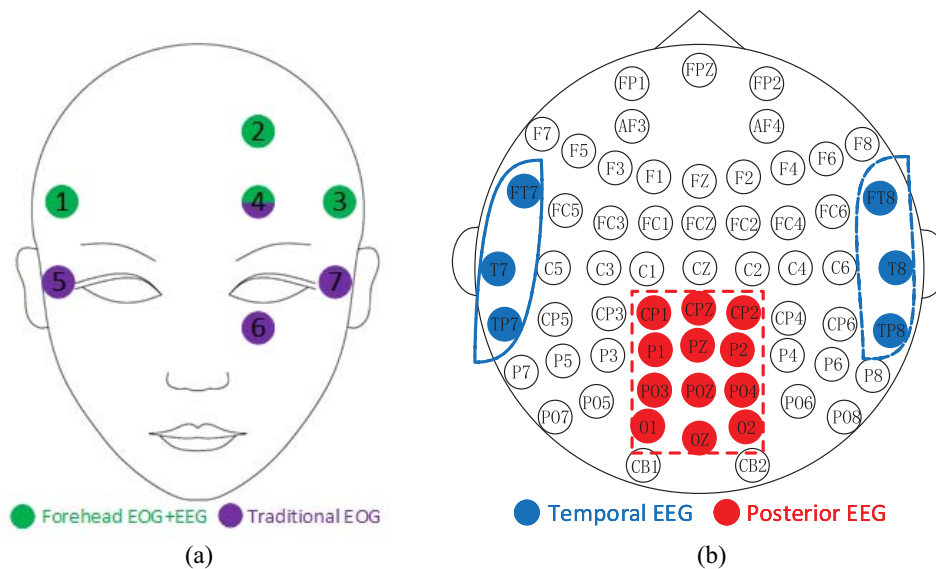 2
1
4
3
5
7
6
Forehead EOG+EEG
Traditional EOG
(a)
FPZ
FP1
FP2
AF3
AF4
F7
F8
F5
F6
F3
F4
F1
FZ
F2
FT7
FT8
FC5
FC6
FC3
FC1
FCZ
FC2
FC4
T7
C5
C3
C1
CZ
C2
C4
C6
T8
TP7
CP5
CP3
CP1
CPZ
CP2
CP4
CP6
TP8
P7
P5
P3
P1
PZ
P2
P4
P6
P8
PO7
PO5
PO3
POZ
PO4
PO6
PO8
O1
OZ
O2
CB1
CB2
Temporal EEG
Posterior EEG
(b)